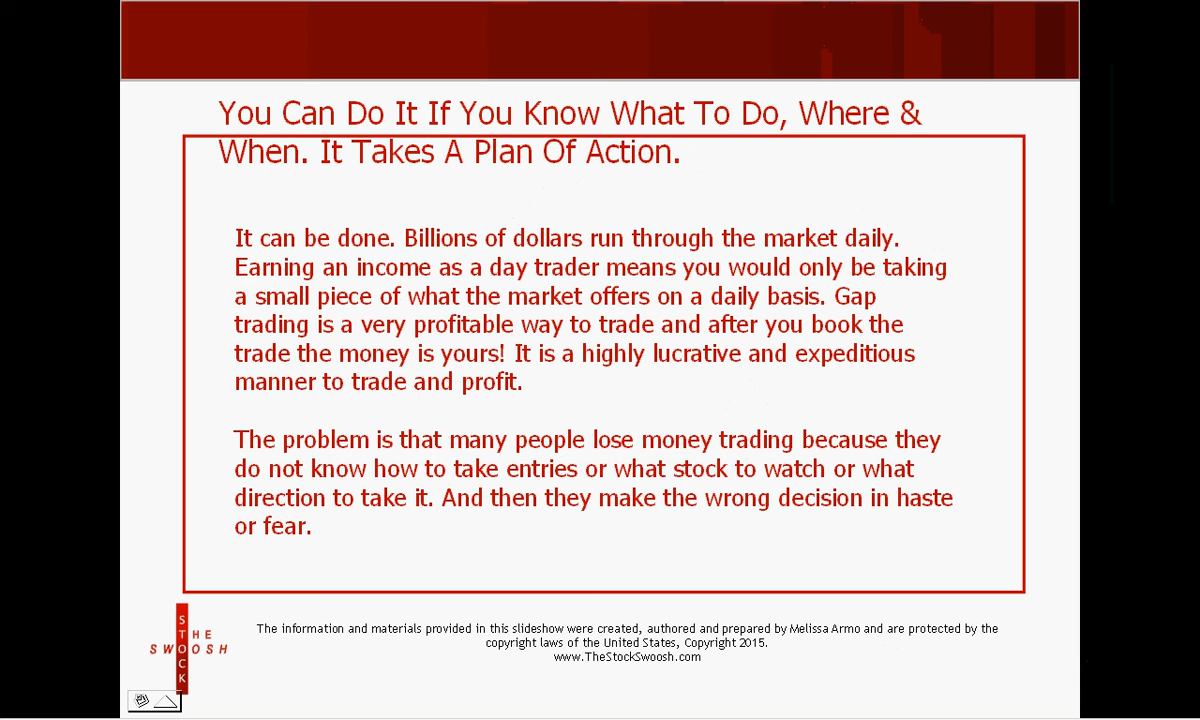 You Can Do It If You Know What To Do, Where &
When. It Takes A Plan Of Action.
It can be done. Billions of dollars run through the market daily.
Earning an income as a day trader means you would only be taking
a small piece of what the market offers on a daily basis. Gap
trading is a very profitable way to trade and after you book the
trade the money is yours! It is a highly lucrative and expeditious
manner to trade and profit.
The problem is that many people lose money trading because they
do not know how to take entries or what stock to watch or what
direction to take it. And then they make the wrong decision in haste
or fear.
THE
STOCK
SWOOSH
The information and materials provided in this slideshow were created, authored and prepared by Melissa Armo and are protected by the
copyright laws of the United States, Copyright 2015.
www.TheStockSwoosh.com